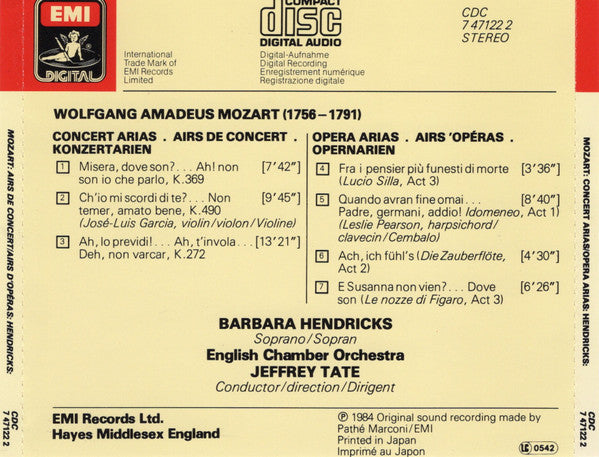 EMI
DIGITAL
International
Trade Mark of
EMI Records
Limited
COMPACT
disc
DIGITAL AUDIO
Digital-Aufnahme
Digital Recording
Enregistrement numérique
Registrazione digitale
CDC
7 47122 2
STEREO
WOLFGANG AMADEUS MOZART (1756–1791)
CONCERT ARIAS . AIRS DE CONCERT .
KONZERTARIEN
1 Misera, dove son?... Ah! non [7'42"]
son io che parlo, K.369
2 Ch'io mi scordi di te?... Non [9'45"]
temer, amato bene, K.490
(José-Luis Garcia, violin/violon/Violine)
3 Ah, lo previdi!... Ah, t'invola... [13'21"]
Deh, non varcar, K.272
OPERA ARIAS . AIRS 'OPÉRAS .
OPERNARIEN
4 Fra i pensier più funesti di morte [3'36"]
(Lucio Silla, Act 3)
5 Quando avran fine omai... [8'40"]
Padre, germani, addio! Idomeneo, Act 1)
(Leslie Pearson, harpsichord/
clavecin/Cembalo)
6 Ach, ich fühl's (Die Zauberflöte, [4'30"]
Act 2)
7 E Susanna non vien?... Dove [6'26"]
son (Le nozze di Figaro, Act 3)
BARBARA HENDRICKS
Soprano/Sopran
English Chamber Orchestra
JEFFREY TATE
Conductor/direction/Dirigent
EMI Records Ltd.
Hayes Middlesex England
℗ 1984 Original sound recording made by
Pathé Marconi/EMI
Printed in Japan
Imprimé au Japon
LC 0542
MOZART: AIRS DE CONCERT/AIRS D'OPÉRAS: HENDRICKS:
CDC
7 47122 2
MOZART: CONCERT ARIAS/OPERA ARIAS: HENDRICKS:
CDC
7 47122 2